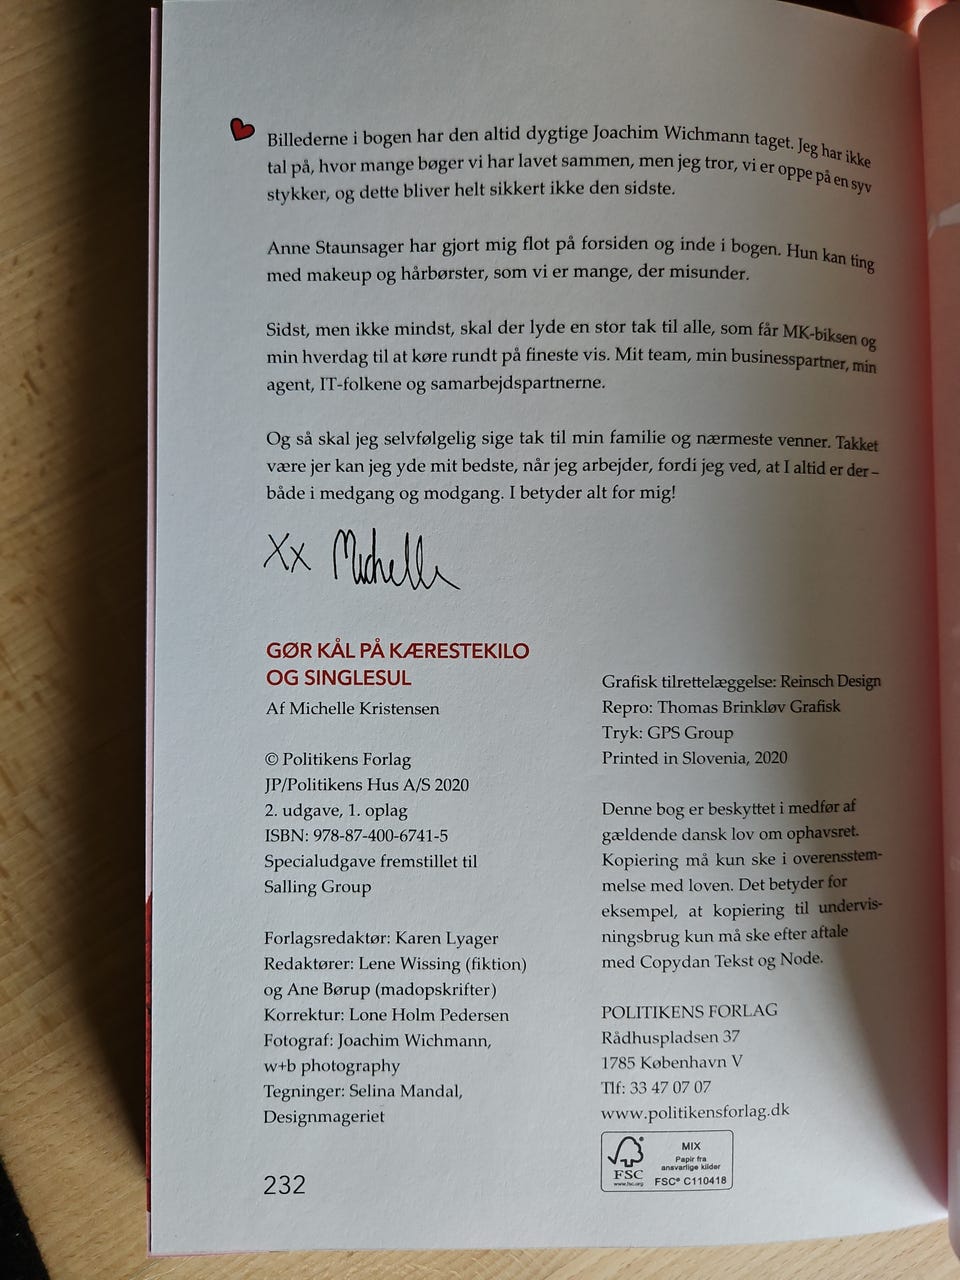 Billederne i bogen har den altid dygtige Joachim Wichmann taget. Jeg har ikke
tal på, hvor mange bøger vi har lavet sammen, men jeg tror, vi er oppe på en syv
stykker, og dette bliver helt sikkert ikke den sidste.
Anne Staunsager har gjort mig flot på forsiden og inde i bogen. Hun kan ting
med makeup og hårbørster, som vi er mange, der misunder.
Sidst, men ikke mindst, skal der lyde en stor tak til alle, som får MK-biksen og
min hverdag til at køre rundt på fineste vis. Mit team, min businesspartner, min
agent, IT-folkene og samarbejdspartnerne.
Og så skal jeg selvfølgelig sige tak til min familie og nærmeste venner. Takket
være jer kan jeg yde mit bedste, når jeg arbejder, fordi jeg ved, at I altid er der –
både i medgang og modgang. I betyder alt for mig!
Xx Michelle
GØR KÅL PÅ KÆRESTEKILO
OG SINGLESUL
Af Michelle Kristensen
© Politikens Forlag
JP/Politikens Hus A/S 2020
2. udgave, 1. oplag
ISBN: 978-87-400-6741-5
Specialudgave fremstillet til
Salling Group
Forlagsredaktør: Karen Lyager
Redaktører: Lene Wissing (fiktion)
og Ane Børup (madopskrifter)
Korrektur: Lone Holm Pedersen
Fotograf: Joachim Wichmann,
w+b photography
Tegninger: Selina Mandal,
Designmageriet
Grafisk tilrettelæggelse: Reinsch Design
Repro: Thomas Brinkløv Grafisk
Tryk: GPS Group
Printed in Slovenia, 2020
Denne bog er beskyttet i medfør af
gældende dansk lov om ophavsret.
Kopiering må kun ske i overensstem-
melse med loven. Det betyder for
eksempel, at kopiering til undervis-
ningsbrug kun må ske efter aftale
med Copydan Tekst og Node.
POLITIKENS FORLAG
Rådhuspladsen 37
1785 København V
Tlf: 33 47 07 07
www.politikensforlag.dk
FSC
www.fsc.org
MIX
Papir fra
ansvarlige kilder
FSC® C110418
232